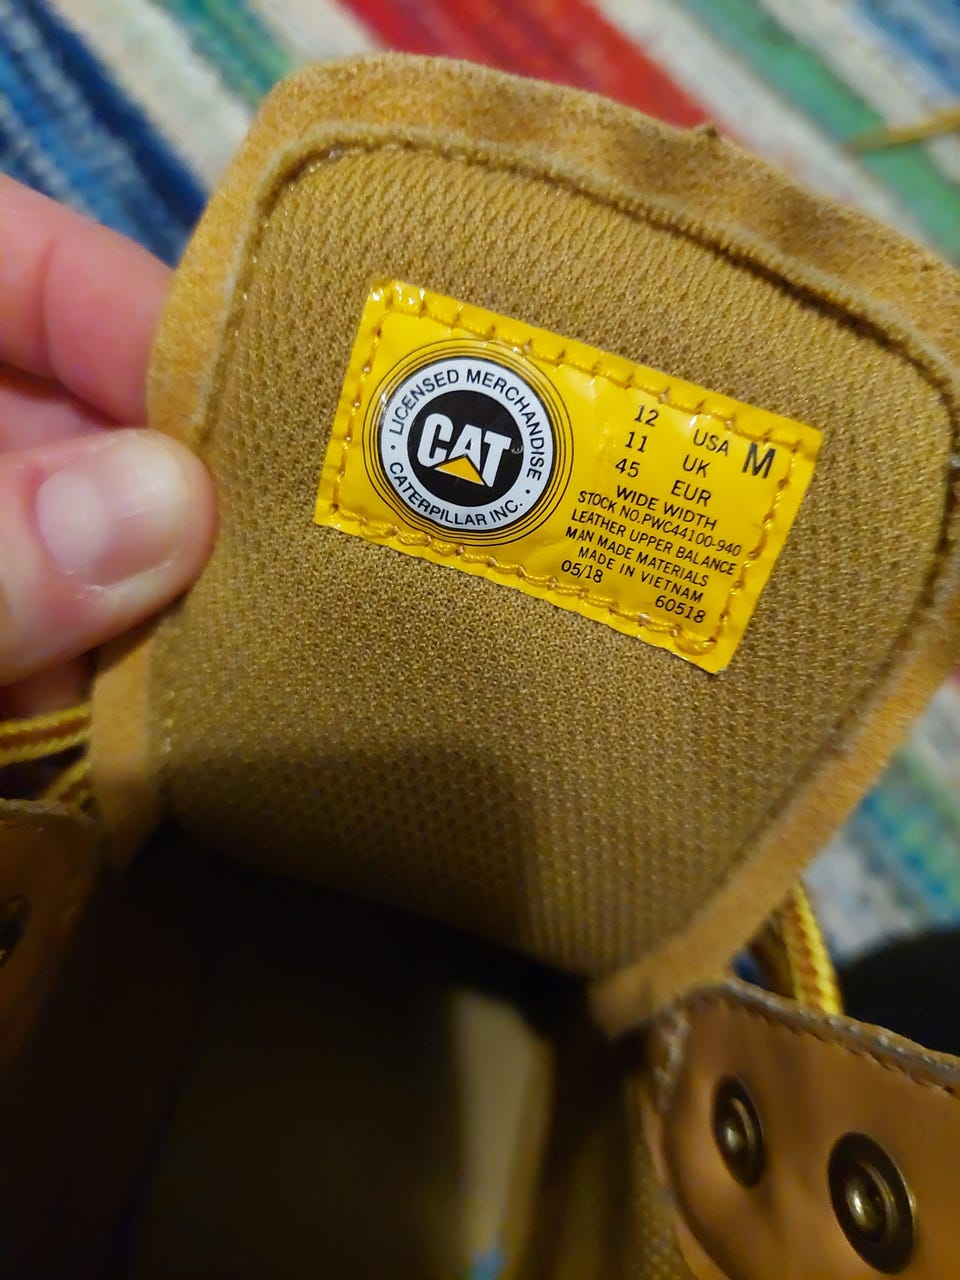 LICENSED MERCHANDISE
CAT
CATERPILLAR INC.
12 USA M
11 UK
45 EUR
WIDE WIDTH
STOCK NO.PWC44100-940
LEATHER UPPER BALANCE
MAN MADE MATERIALS
MADE IN VIETNAM
05/18 60518